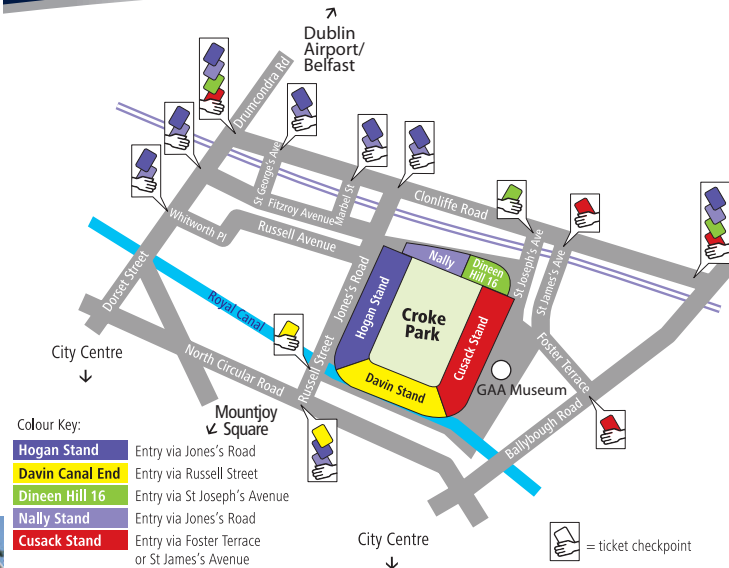 Dublin
Airport/
Belfast
Drumcondra Rd
St George's Ave
Marbel St
Clonliffe Road
Fitzroy Avenue
Whitworth Pl
Russell Avenue
St Joseph's Ave
St James's Ave
Dorset Street
Royal Canal
Jones's Road
Nally
Dineen
Hill 16
Hogan Stand
Croke
Park
Cusack Stand
Davin Stand
GAA Museum
Foster Terrace
Ballybough Road
City Centre
North Circular Road
Russell Street
Mountjoy
Square
Colour Key:
Hogan Stand Entry via Jones's Road
Davin Canal End Entry via Russell Street
Dineen Hill 16 Entry via St Joseph's Avenue
Nally Stand Entry via Jones's Road
Cusack Stand Entry via Foster Terrace
or St James's Avenue
City Centre
= ticket checkpoint